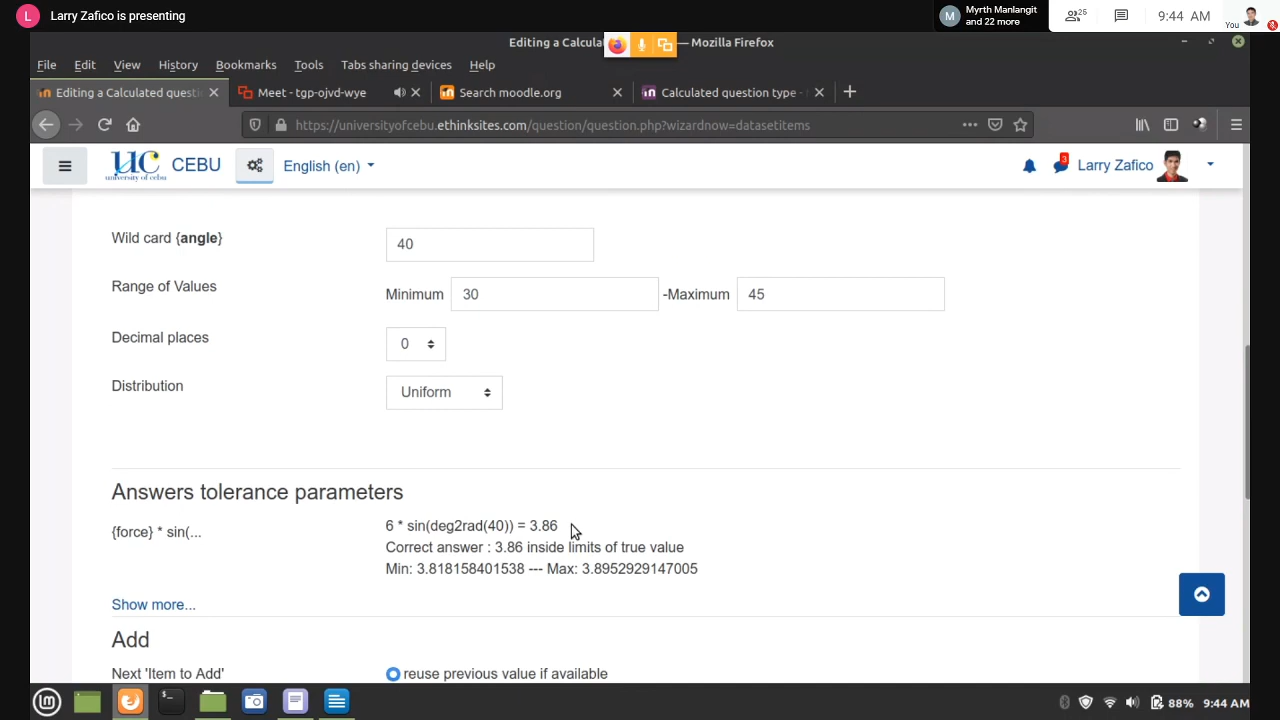 L Larry Zafico is presenting
M Myrth Manlangit and 22 more
25
9:44 AM
You
Editing a Calcula — Mozilla Firefox
File Edit View History Bookmarks Tools Tabs sharing devices Help
Editing a Calculated questi
Meet - tgp-ojvd-wye
Search moodle.org
Calculated question type -
https://universityofcebu.ethinksites.com/question/question.php?wizardnow=datasetitems
UC university of cebu CEBU English (en) 3 Larry Zafico
Wild card {angle} 40
Range of Values Minimum 30 -Maximum 45
Decimal places 0
Distribution Uniform
Answers tolerance parameters
{force} * sin(... 6 * sin(deg2rad(40)) = 3.86
Correct answer : 3.86 inside limits of true value
Min: 3.818158401538 --- Max: 3.8952929147005
Show more...
Add
Next 'Item to Add' reuse previous value if available
88% 9:44 AM